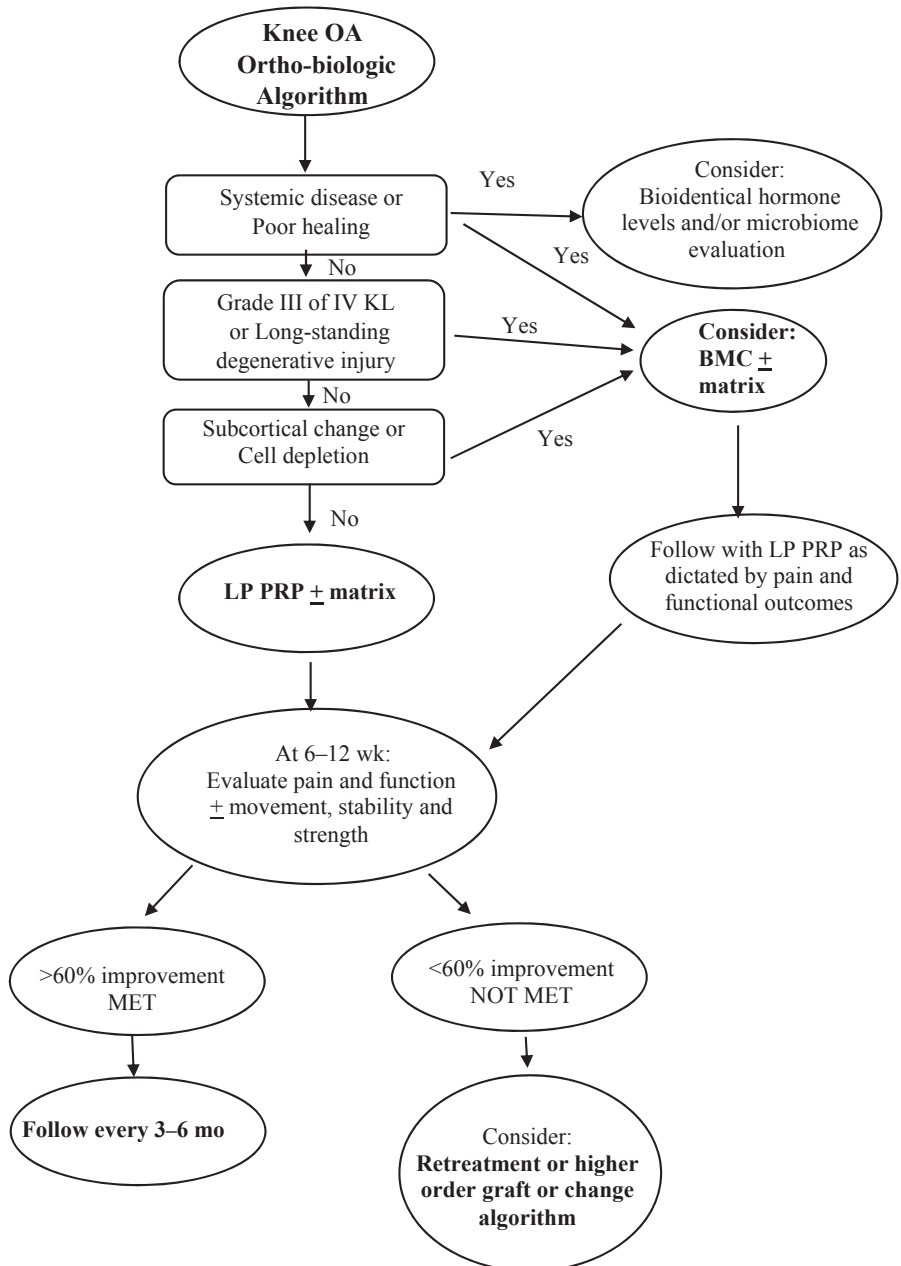 Knee OA
Ortho-biologic
Algorithm
Systemic disease or
Poor healing
Yes
Consider:
Bioidentical hormone
levels and/or microbiome
evaluation
Yes
No
Grade III of IV KL
or Long-standing
degenerative injury
Yes
Consider:
BMC ±
matrix
No
Subcortical change or
Cell depletion
Yes
No
LP PRP ± matrix
Follow with LP PRP as
dictated by pain and
functional outcomes
At 6–12 wk:
Evaluate pain and function
± movement, stability and
strength
>60% improvement
MET
<60% improvement
NOT MET
Follow every 3–6 mo
Consider:
Retreatment or higher
order graft or change
algorithm